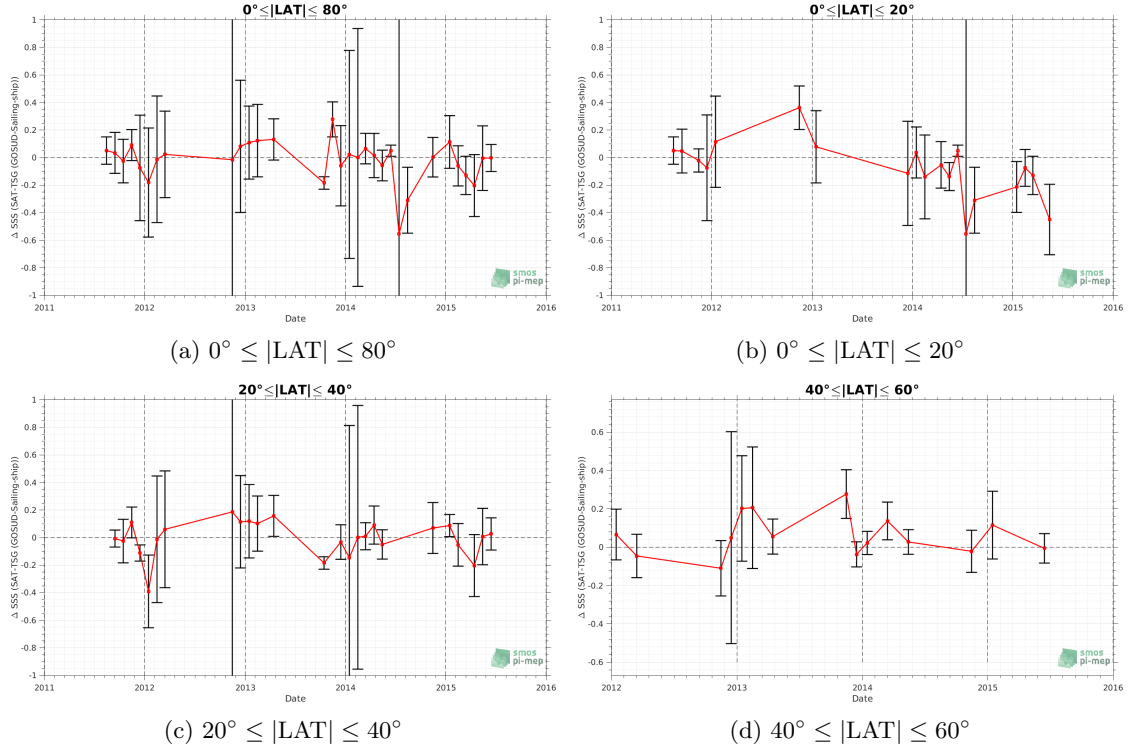 0°≤|LAT|≤ 80°
1
0.8
0.6
0.4
0.2
0
-0.2
-0.4
-0.6
-0.8
-1
Δ SSS (SAT-TSG (GOSUD-Sailing-ship))
2011 2012 2013 2014 2015 2016
Date
smos
pi-mep
(a) 0° ≤ |LAT| ≤ 80°
0°≤|LAT|≤ 20°
1
0.8
0.6
0.4
0.2
0
-0.2
-0.4
-0.6
-0.8
-1
Δ SSS (SAT-TSG (GOSUD-Sailing-ship))
2011 2012 2013 2014 2015 2016
Date
smos
pi-mep
(b) 0° ≤ |LAT| ≤ 20°
20°≤|LAT|≤ 40°
1
0.8
0.6
0.4
0.2
0
-0.2
-0.4
-0.6
-0.8
-1
Δ SSS (SAT-TSG (GOSUD-Sailing-ship))
2011 2012 2013 2014 2015 2016
Date
smos
pi-mep
(c) 20° ≤ |LAT| ≤ 40°
40°≤|LAT|≤ 60°
0.6
0.4
0.2
0
-0.2
-0.4
-0.6
Δ SSS (SAT-TSG (GOSUD-Sailing-ship))
2012 2013 2014 2015 2016
Date
smos
pi-mep
(d) 40° ≤ |LAT| ≤ 60°